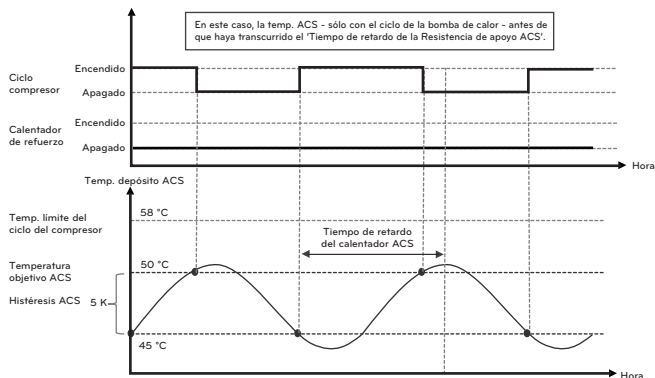 En este caso, la temp. ACS - sólo con el ciclo de la bomba de calor - antes de
que haya transcurrido el 'Tiempo de retardo de la Resistencia de apoyo ACS'.
Ciclo
compresor
Encendido
Apagado
Calentador
de refuerzo
Encendido
Apagado
Hora
Temp. depósito ACS
Temp. límite del
ciclo del compresor
58 °C
Tiempo de retardo
del calentador ACS
Temperatura
objetivo ACS
50 °C
Histéresis ACS
5 K
45 °C
Hora